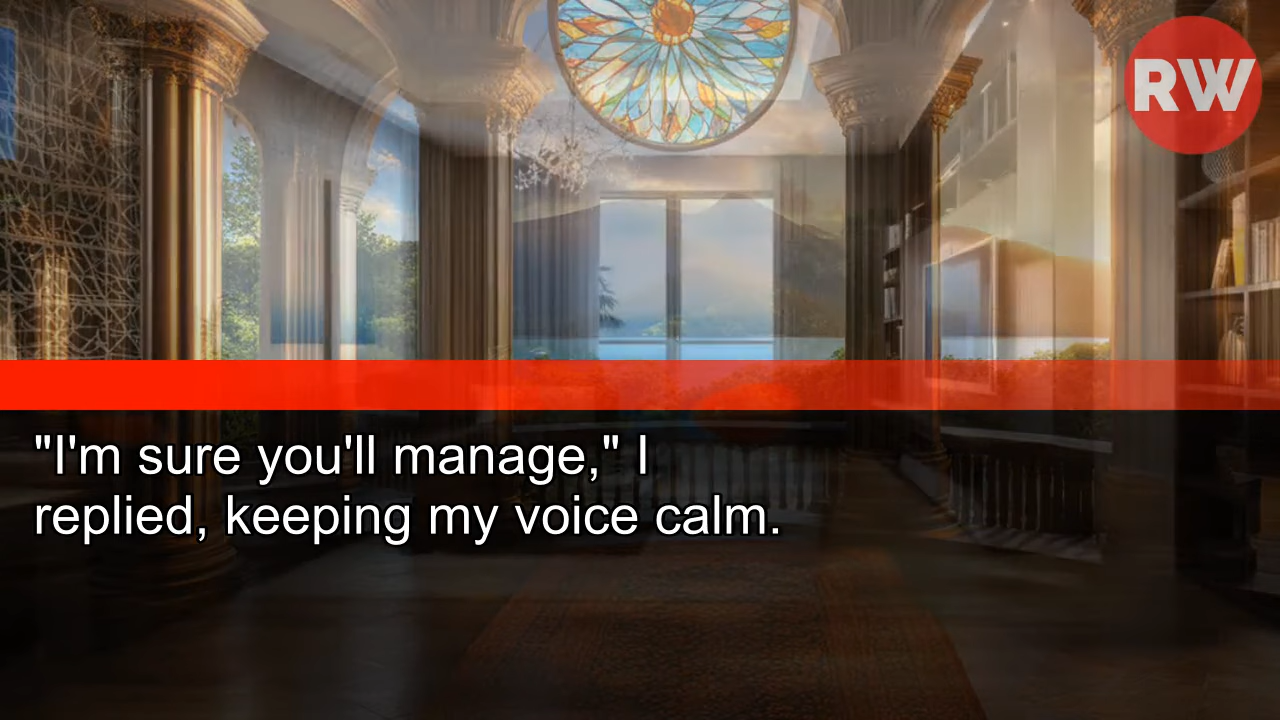 RW
"I'm sure you'll manage," I
replied, keeping my voice calm.